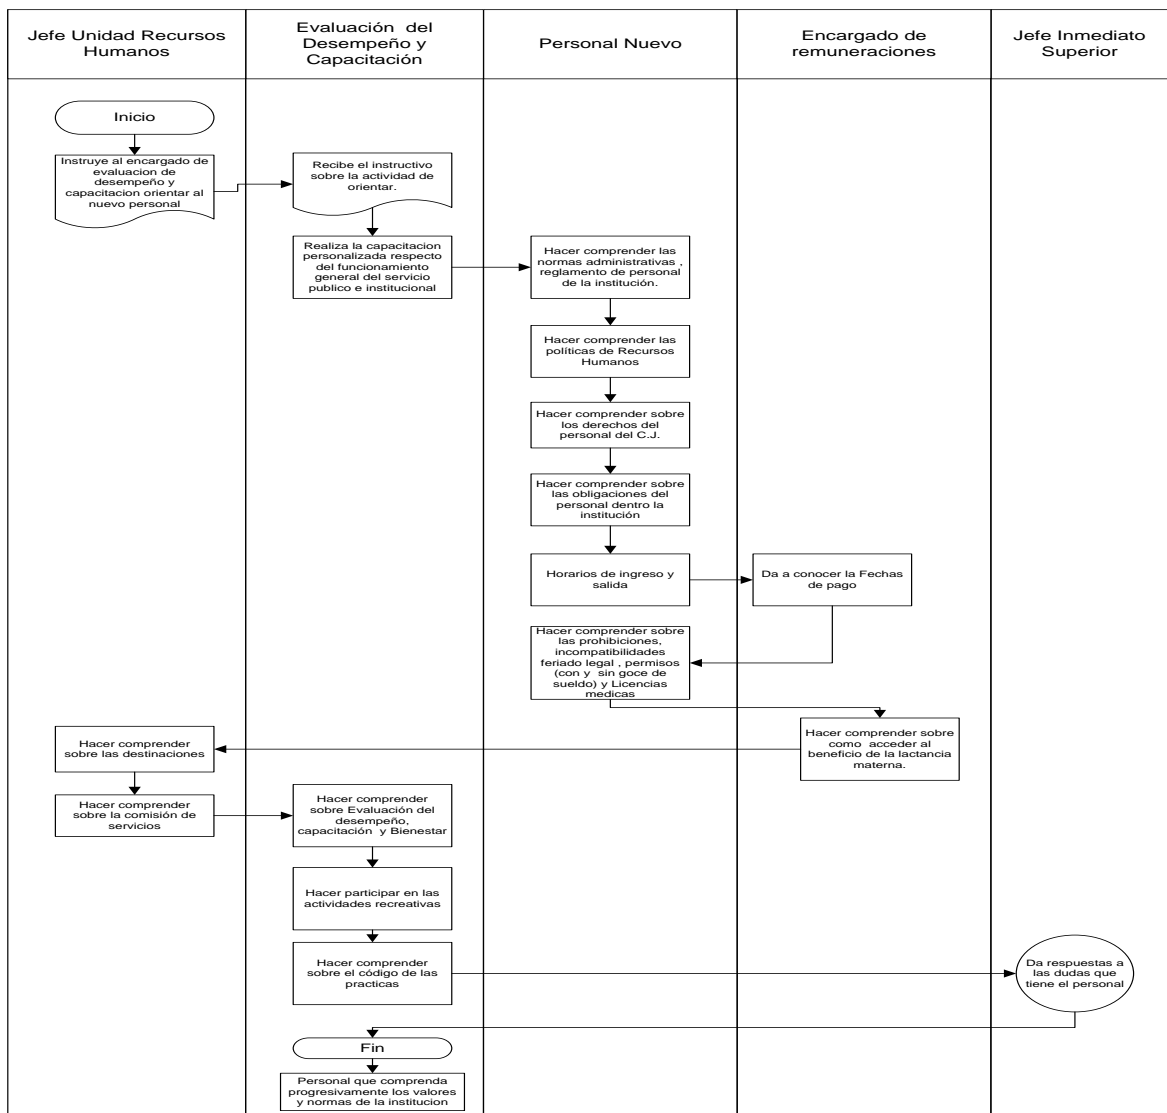 Jefe Unidad Recursos
Humanos
Evaluación del
Desempeño y
Capacitación
Personal Nuevo
Encargado de
remuneraciones
Jefe Inmediato
Superior
Inicio
Instruye al encargado de
evaluacion de
desempeño y
capacitacion orientar al
nuevo personal
Recibe el instructivo
sobre la actividad de
orientar.
Realiza la capacitacion
personalizada respecto
del funcionamiento
general del servicio
publico e institucional
Hacer comprender las
normas administrativas ,
reglamento de personal
de la institución.
Hacer comprender las
políticas de Recursos
Humanos
Hacer comprender sobre
los derechos del
personal del C.J.
Hacer comprender sobre
las obligaciones del
personal dentro la
institución
Horarios de ingreso y
salida
Da a conocer la Fechas
de pago
Hacer comprender sobre
las prohibiciones,
incompatibilidades
feriado legal , permisos
(con y sin goce de
sueldo) y Licencias
medicas
Hacer comprender sobre
como acceder al
beneficio de la lactancia
materna.
Hacer comprender
sobre las destinaciones
Hacer comprender
sobre la comisión de
servicios
Hacer comprender
sobre Evaluación del
desempeño,
capacitación y Bienestar
Hacer participar en las
actividades recreativas
Hacer comprender
sobre el código de las
practicas
Da respuestas a
las dudas que
tiene el personal
Fin
Personal que comprenda
progresivamente los valores
y normas de la institucion